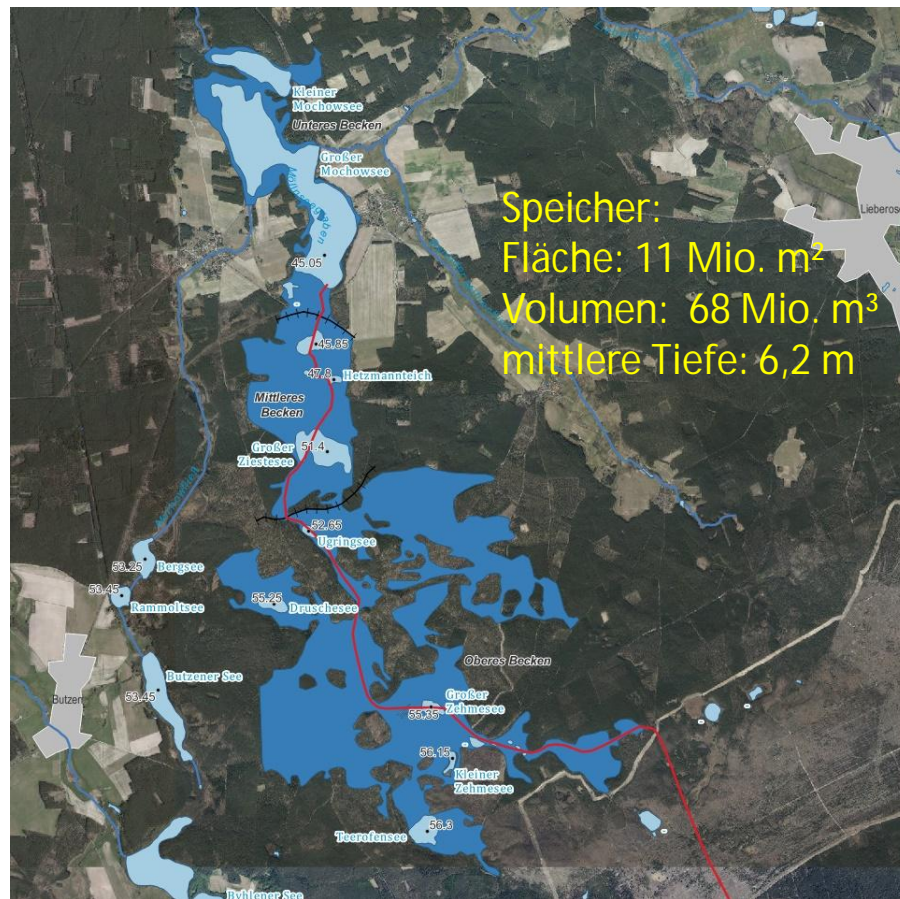 Kleiner
Mochowsee
Unteres Becken
Großer
Mochowsee
45.05
Speicher:
Fläche: 11 Mio. m²
Volumen: 68 Mio. m³
mittlere Tiefe: 6,2 m
Lieberose
45.85
47.8
Hetzmannteich
Mittleres
Becken
Großer
Ziestesee
51.4
52.65
Ugringsee
53.25
Bergsee
53.45
Rammoltsee
55.25
Druschesee
Oberes Becken
Butzener See
53.45
Butzen
Großer
Zehmesee
55.35
56.15
Kleiner
Zehmesee
56.3
Teerofensee
Byhlener See